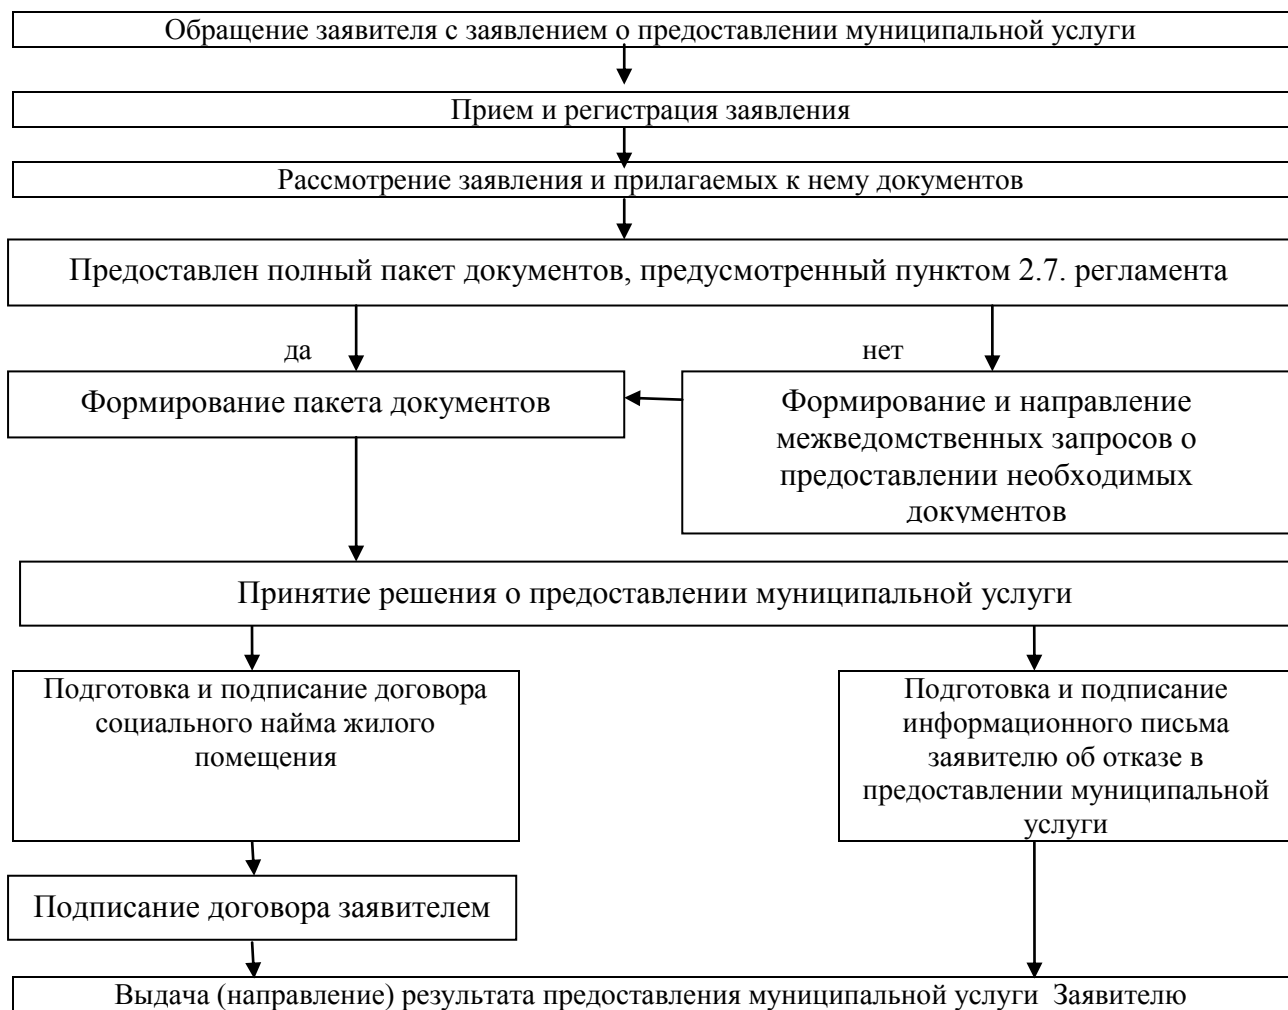 Обращение заявителя с заявлением о предоставлении муниципальной услуги
Прием и регистрация заявления
Рассмотрение заявления и прилагаемых к нему документов
Предоставлен полный пакет документов, предусмотренный пунктом 2.7. регламента
да
нет
Формирование пакета документов
Формирование и направление
межведомственных запросов о
предоставлении необходимых
документов
Принятие решения о предоставлении муниципальной услуги
Подготовка и подписание договора
социального найма жилого
помещения
Подготовка и подписание
информационного письма
заявителю об отказе в
предоставлении муниципальной
услуги
Подписание договора заявителем
Выдача (направление) результата предоставления муниципальной услуги Заявителю